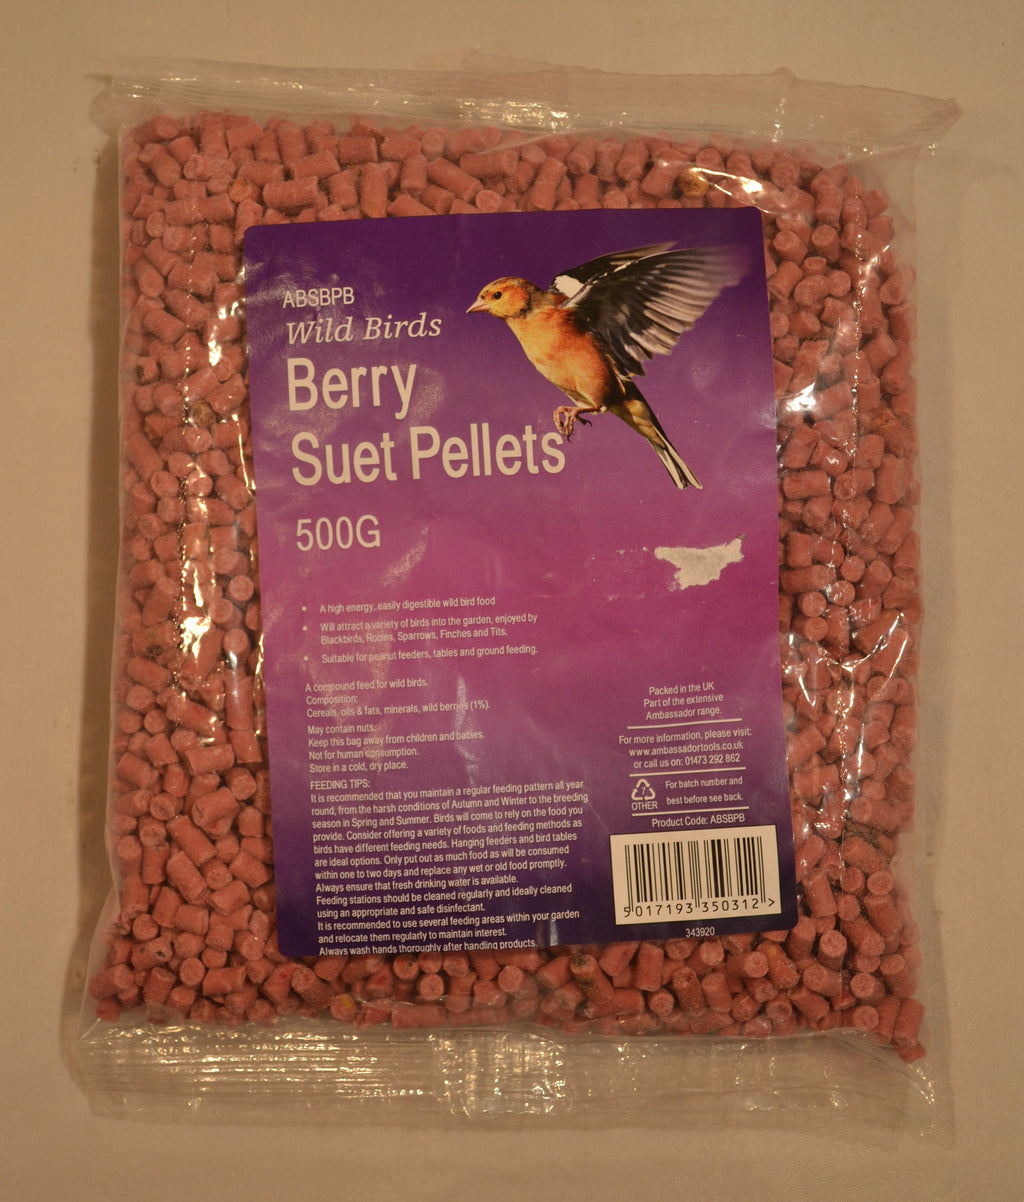 ABSBPB
Wild Birds
Berry
Suet Pellets
500G
• A high energy, easily digestible wild bird food
• Will attract a variety of birds into the garden, enjoyed by
Blackbirds, Robins, Sparrows, Finches and Tits.
• Suitable for peanut feeders, tables and ground feeding.
A compound feed for wild birds.
Composition:
Cereals, oils & fats, minerals, wild berries (1%).
May contain nuts.
Keep this bag away from children and babies.
Not for human consumption.
Store in a cold, dry place.
FEEDING TIPS:
It is recommended that you maintain a regular feeding pattern all year
round, from the harsh conditions of Autumn and Winter to the breeding
season in Spring and Summer. Birds will come to rely on the food you
provide. Consider offering a variety of foods and feeding methods as
birds have different feeding needs. Hanging feeders and bird tables
are ideal options. Only put out as much food as will be consumed
within one to two days and replace any wet or old food promptly.
Always ensure that fresh drinking water is available.
Feeding stations should be cleaned regularly and ideally cleaned
using an appropriate and safe disinfectant.
It is recommended to use several feeding areas within your garden
and relocate them regularly to maintain interest.
Always wash hands thoroughly after handling products.
Packed in the UK
Part of the extensive
Ambassador range.
For more information, please visit:
www.ambassadortools.co.uk
or call us on: 01473 292 862
7
OTHER
For batch number and
best before see back.
Product Code: ABSBPB
5 017193 350312 >
343920